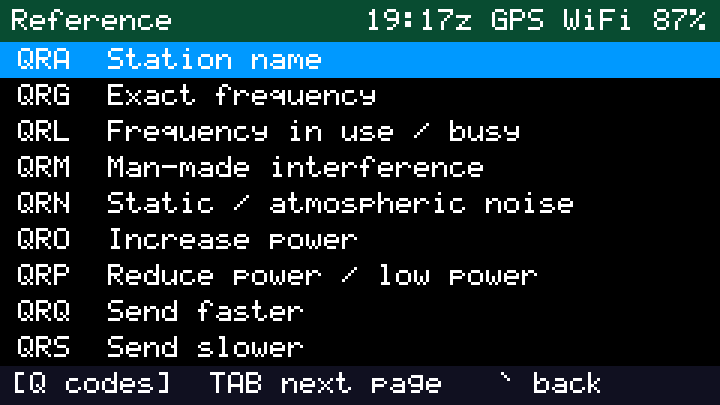 Reference 19:17z GPS WiFi 87%
QRA Station name
QRG Exact frequency
QRL Frequency in use / busy
QRM Man-made interference
QRN Static / atmospheric noise
QRO Increase power
QRP Reduce power / low power
QRQ Send faster
QRS Send slower
[Q codes] TAB next page ` back